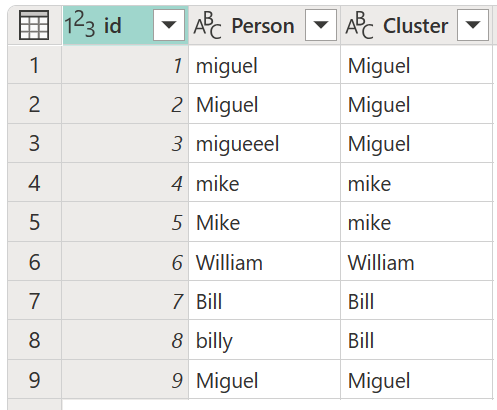 123 id ABC Person ABC Cluster
1 1 miguel Miguel
2 2 Miguel Miguel
3 3 migueeel Miguel
4 4 mike mike
5 5 Mike mike
6 6 William William
7 7 Bill Bill
8 8 billy Bill
9 9 Miguel Miguel